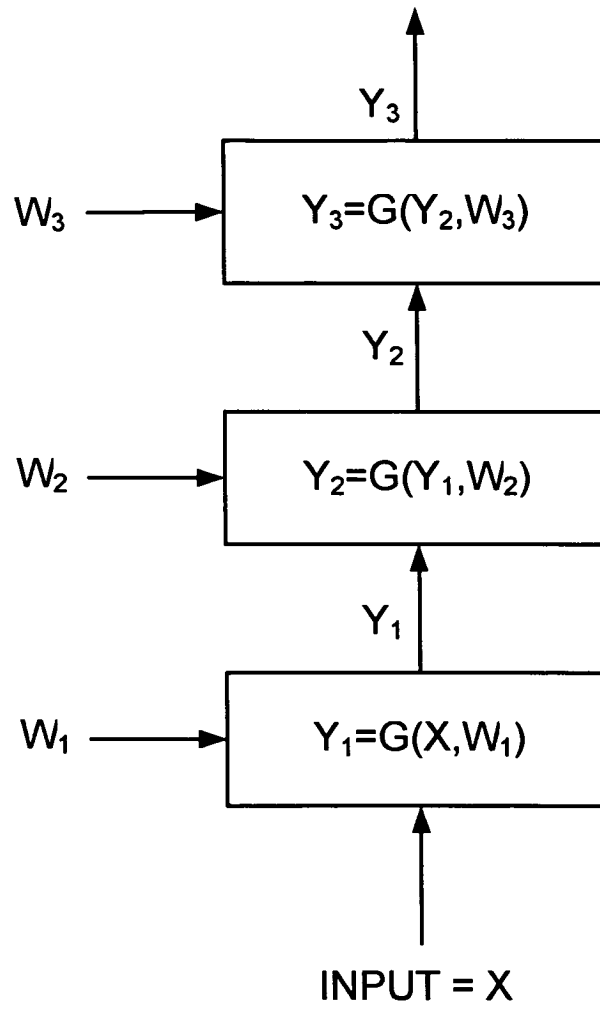 Y₃
W₃
Y₃=G(Y₂,W₃)
Y₂
W₂
Y₂=G(Y₁,W₂)
Y₁
W₁
Y₁=G(X,W₁)
INPUT = X